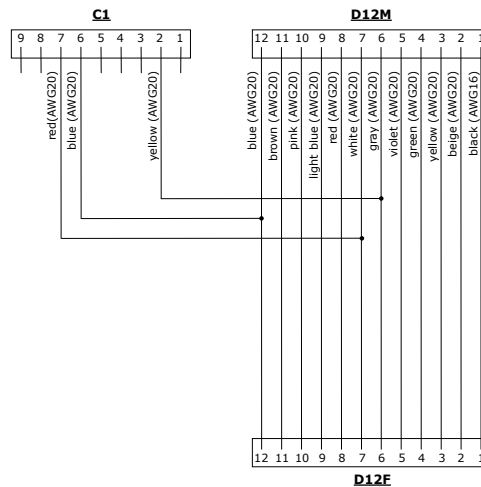 C1
D12M
9 8 7 6 5 4 3 2 1
12 11 10 9 8 7 6 5 4 3 2 1
red(AWG20)
blue (AWG20)
yellow (AWG20)
blue (AWG20)
brown (AWG20)
pink (AWG20)
light blue (AWG20)
red (AWG20)
white (AWG20)
gray (AWG20)
violet (AWG20)
green (AWG20)
yellow (AWG20)
beige (AWG20)
black (AWG16)
12 11 10 9 8 7 6 5 4 3 2 1
D12F